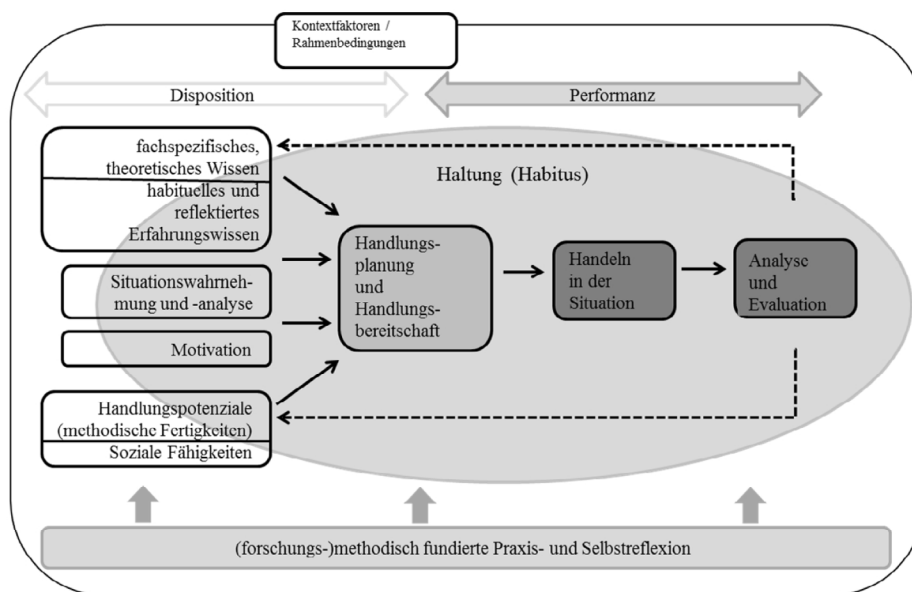 Kontextfaktoren /
Rahmenbedingungen
Disposition
Performanz
fachspezifisches,
theoretisches Wissen
habituelles und
reflektiertes
Erfahrungswissen
Situationswahrneh-
mung und -analyse
Motivation
Handlungspotenziale
(methodische Fertigkeiten)
Soziale Fähigkeiten
Haltung (Habitus)
Handlungs-
planung
und
Handlungs-
bereitschaft
Handeln
in der
Situation
Analyse
und
Evaluation
(forschungs-)methodisch fundierte Praxis- und Selbstreflexion